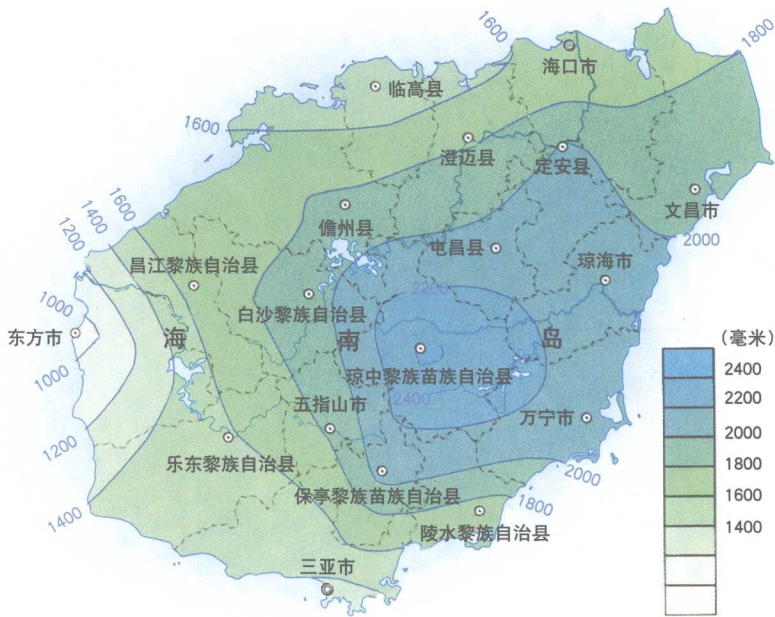 1600
1800
海口市
临高县
1600
澄迈县
定安县
文昌市
1600
儋州县
1400
1200
屯昌县
2000
昌江黎族自治县
琼海市
2200
1000
白沙黎族自治县
东方市
海
南
岛
(毫米)
1000
琼中黎族苗族自治县
2400
2400
2200
五指山市
万宁市
2000
1200
乐东黎族自治县
2000
1800
保亭黎族苗族自治县
1800
1600
1400
陵水黎族自治县
1400
三亚市